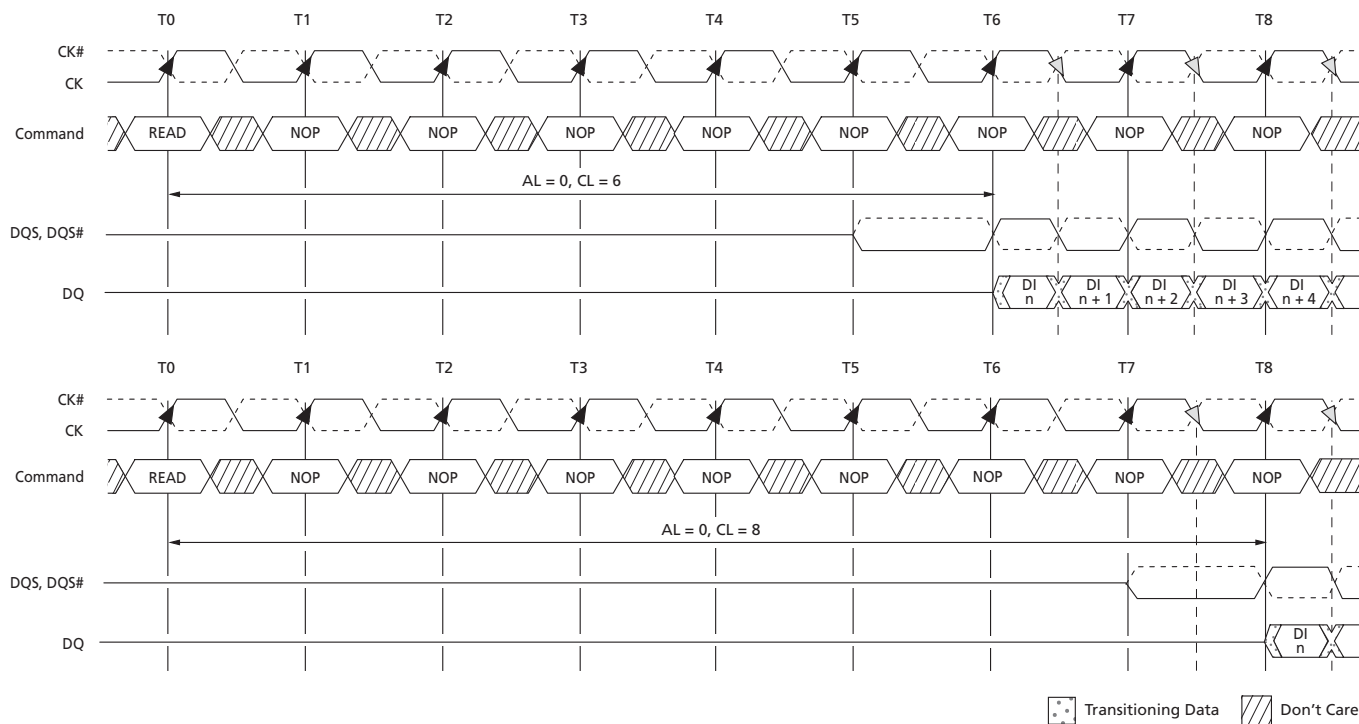 T0 T1 T2 T3 T4 T5 T6 T7 T8
CK#
CK
Command READ NOP NOP NOP NOP NOP NOP NOP NOP
AL = 0, CL = 6
DQS, DQS#
DQ DI n DI n + 1 DI n + 2 DI n + 3 DI n + 4
T0 T1 T2 T3 T4 T5 T6 T7 T8
CK#
CK
Command READ NOP NOP NOP NOP NOP NOP NOP NOP
AL = 0, CL = 8
DQS, DQS#
DQ DI n
Transitioning Data Don't Care